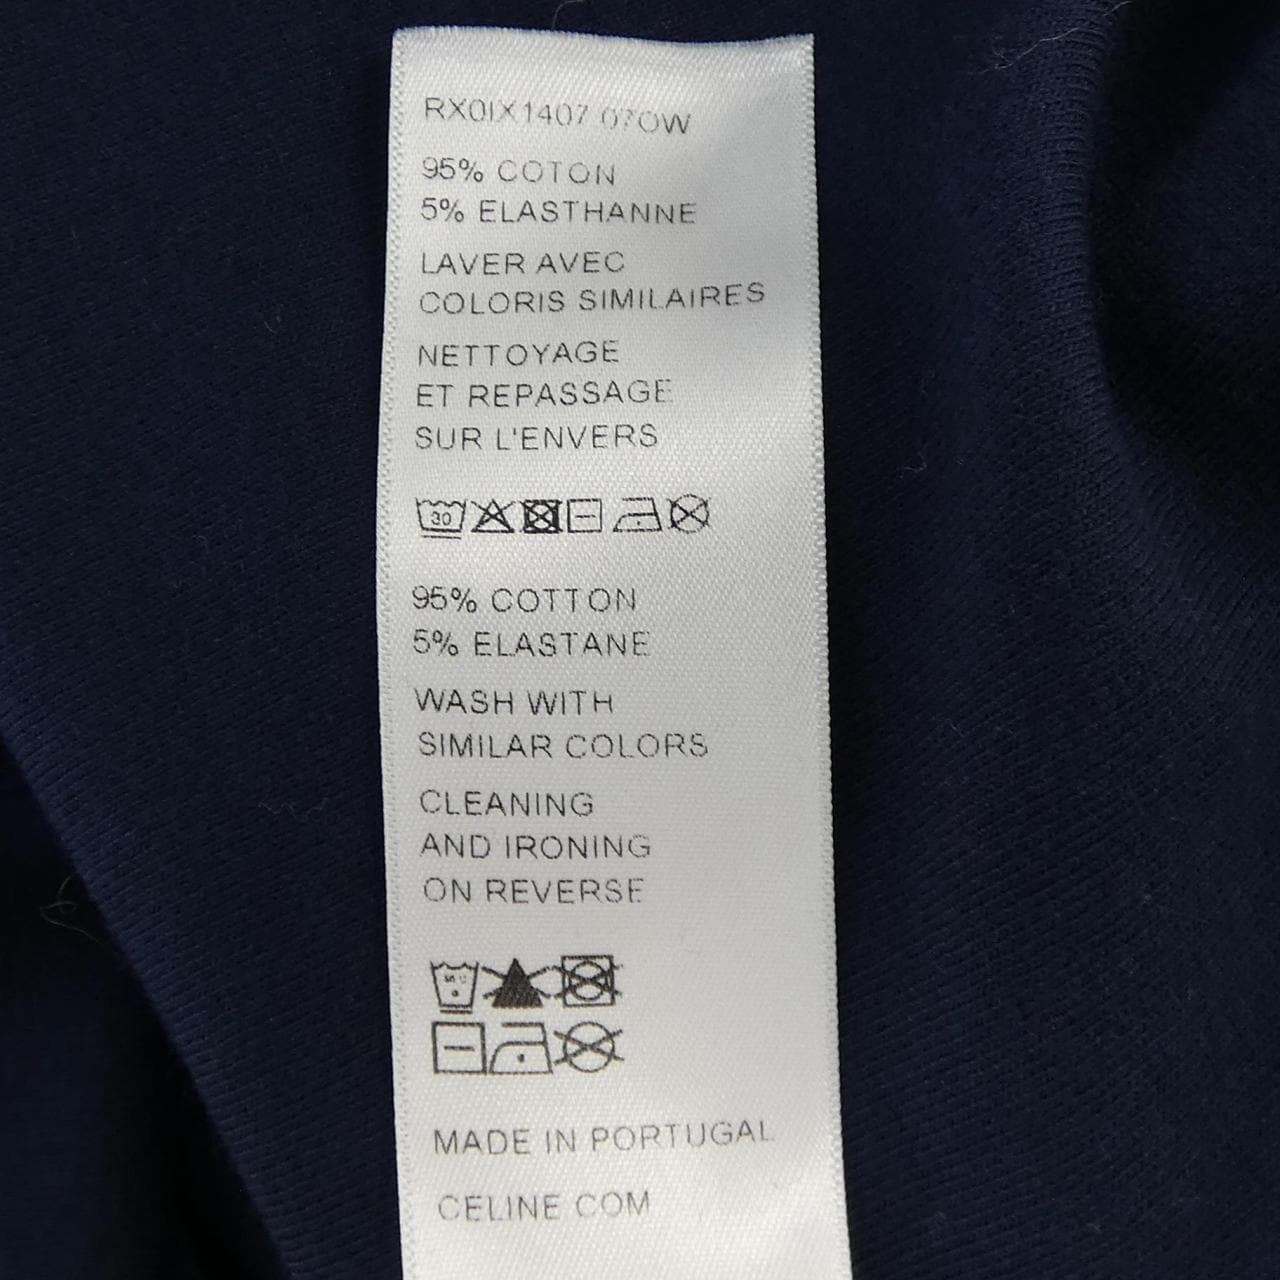 RX0IX1407 070W
95% COTON
5% ELASTHANNE
LAVER AVEC
COLORIS SIMILAIRES
NETTOYAGE
ET REPASSAGE
SUR L'ENVERS
30
95% COTTON
5% ELASTANE
WASH WITH
SIMILAR COLORS
CLEANING
AND IRONING
ON REVERSE
MADE IN PORTUGAL
CELINE COM